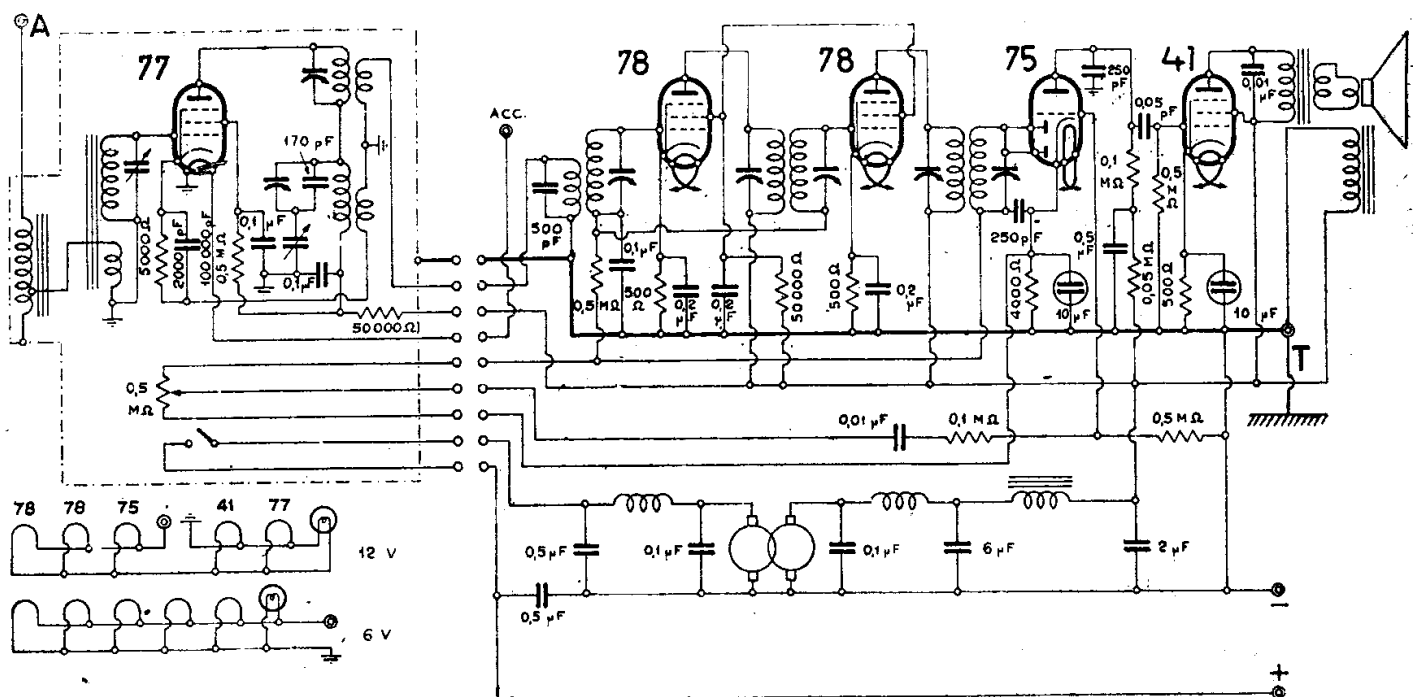 A
77
78
78
75
41
170 pF
5000 Ω
2000 pF
100000 pF
0,5 MΩ
0,1 µF
0,1 µF
50000 Ω
ACC.
500 pF
0,1 µF
0,5 MΩ
500 Ω
0,2 µF
50000 Ω
500 Ω
0,2 µF
250 pF
250 pF
4000 Ω
10 µF
0,05 pF
0,1 MΩ
0,5 MΩ
0,5 µF
0,05 MΩ
500 Ω
10 µF
0,01 µF
T
0,5 MΩ
0,01 µF
0,1 MΩ
0,5 MΩ
78 78 75 41 77
12 V
6 V
0,5 µF
0,1 µF
0,1 µF
6 µF
2 µF
0,5 µF
−
+